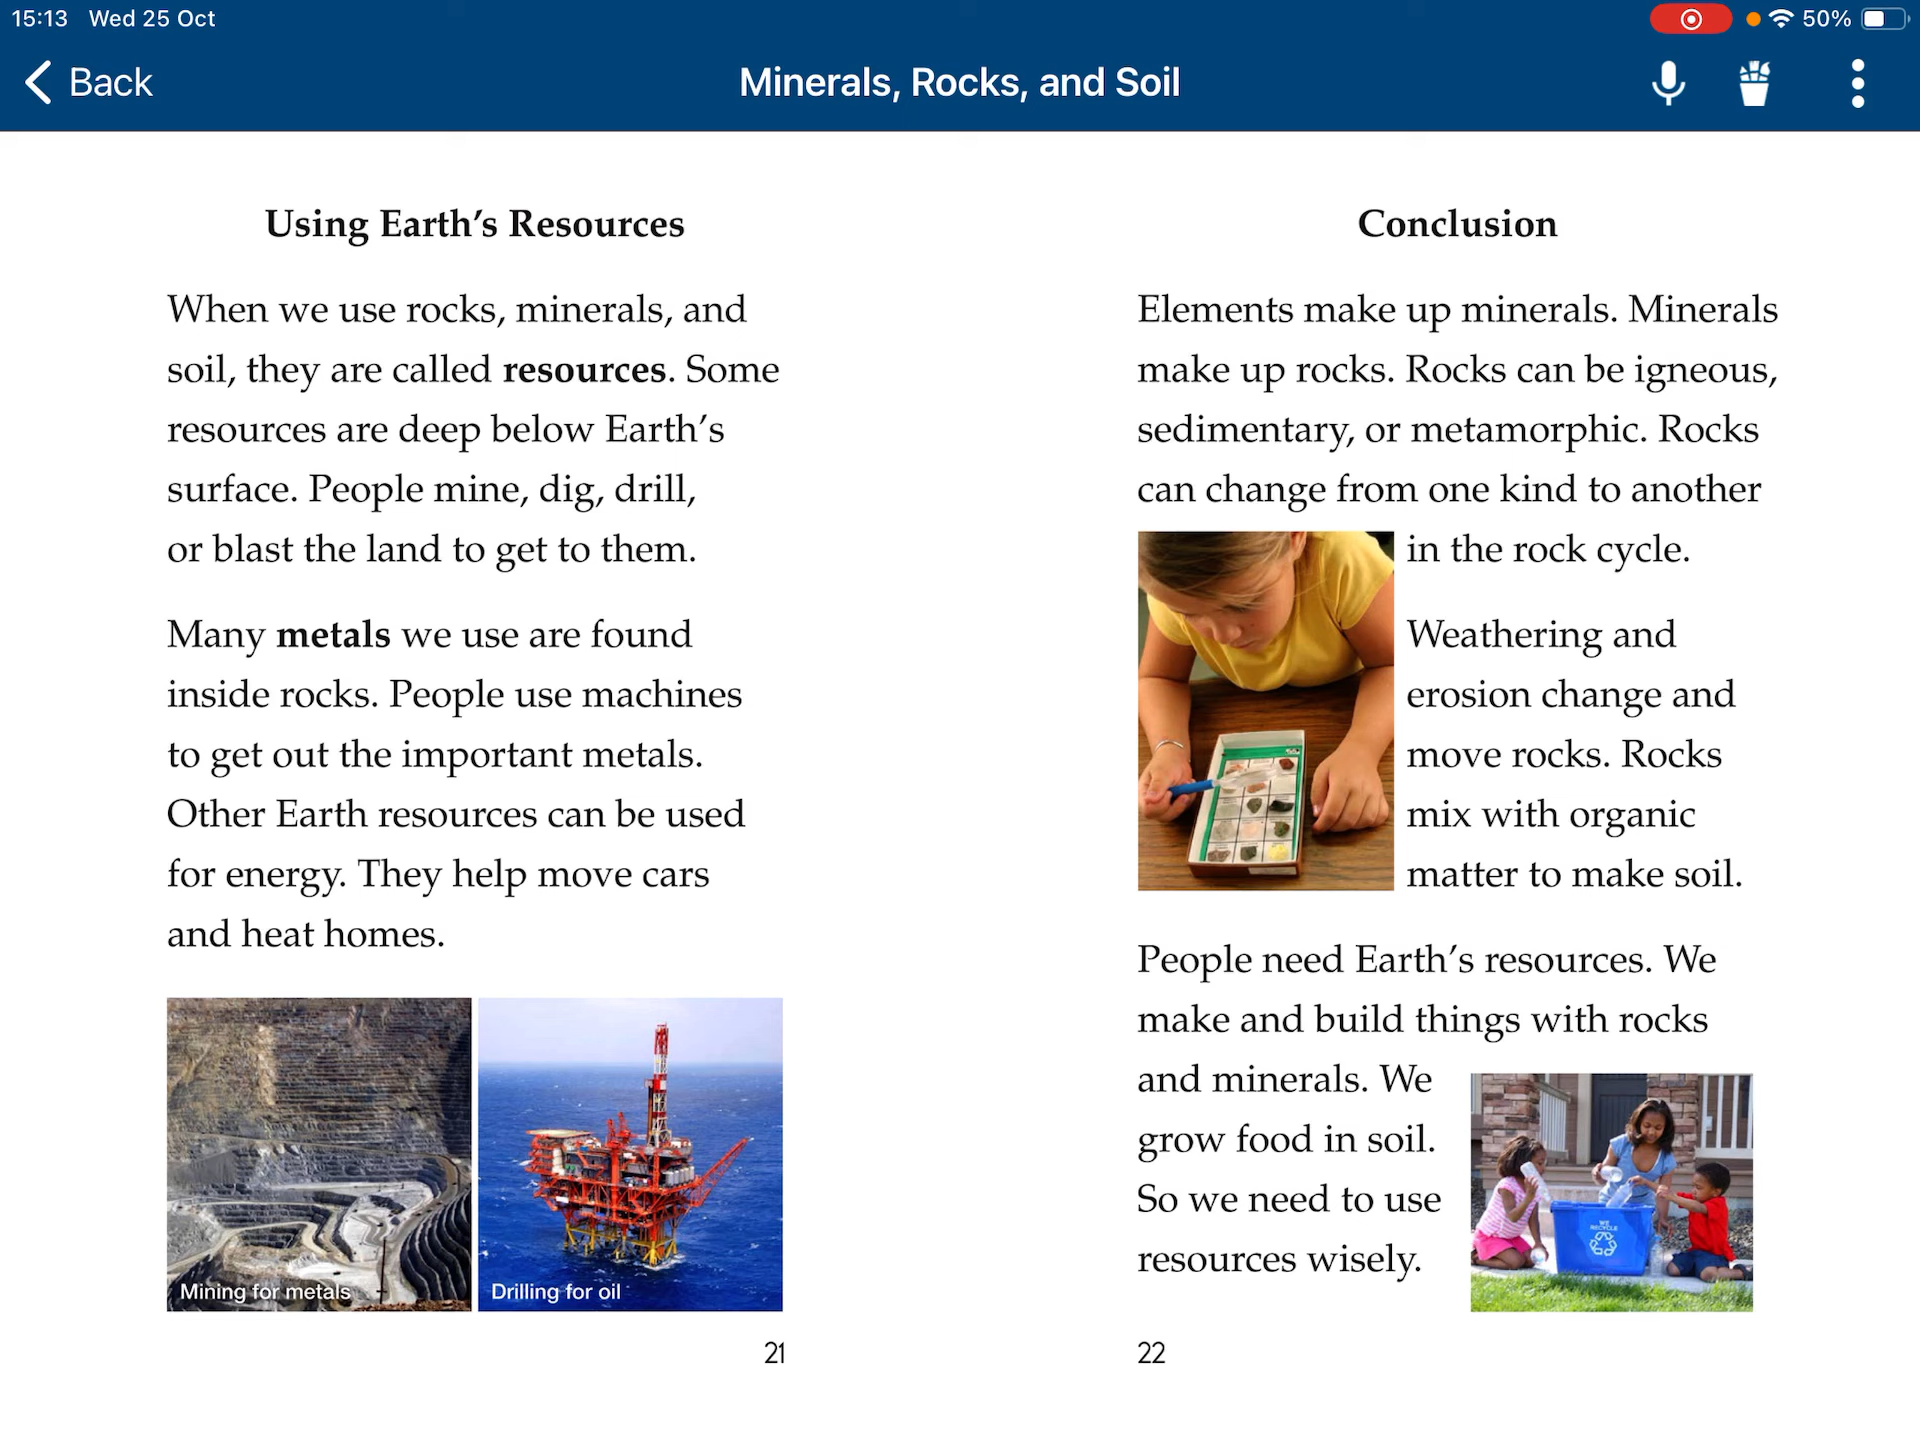 15:13 Wed 25 Oct
50%
Back
Minerals, Rocks, and Soil
Using Earth's Resources
When we use rocks, minerals, and
soil, they are called resources. Some
resources are deep below Earth's
surface. People mine, dig, drill,
or blast the land to get to them.
Many metals we use are found
inside rocks. People use machines
to get out the important metals.
Other Earth resources can be used
for energy. They help move cars
and heat homes.
Mining for metals
Drilling for oil
21
Conclusion
Elements make up minerals. Minerals
make up rocks. Rocks can be igneous,
sedimentary, or metamorphic. Rocks
can change from one kind to another
in the rock cycle.
Weathering and
erosion change and
move rocks. Rocks
mix with organic
matter to make soil.
People need Earth's resources. We
make and build things with rocks
and minerals. We
grow food in soil.
So we need to use
resources wisely.
WE
RECYCLE
22